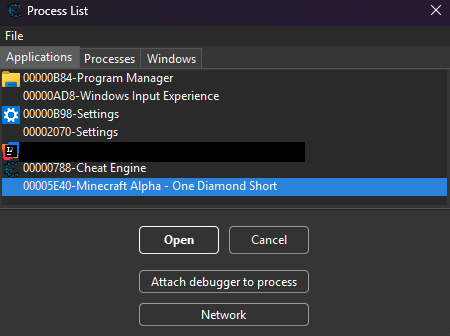 Process List
File
Applications Processes Windows
00000B84-Program Manager
00000AD8-Windows Input Experience
00000B98-Settings
00002070-Settings
IJ
00000788-Cheat Engine
00005E40-Minecraft Alpha - One Diamond Short
Open Cancel
Attach debugger to process
Network